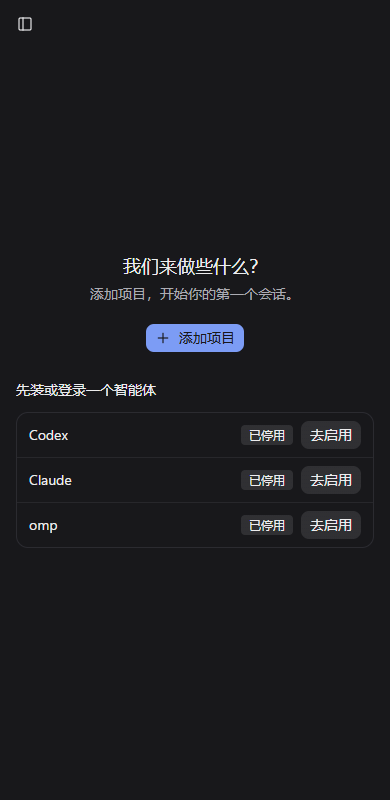 我们来做些什么?
添加项目，开始你的第一个会话。
添加项目
先装或登录一个智能体
Codex 已停用 去启用
Claude 已停用 去启用
omp 已停用 去启用